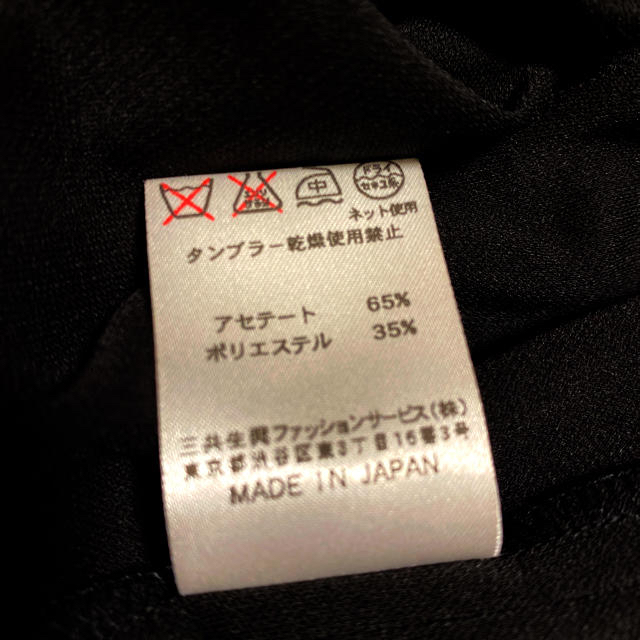 中
ドライ
セキユ系
ネット使用
タンブラー乾燥使用禁止
アセテート 65%
ポリエステル 35%
三共生興ファッションサービス(株)
東京都渋谷区東3丁目16番3号
MADE IN JAPAN